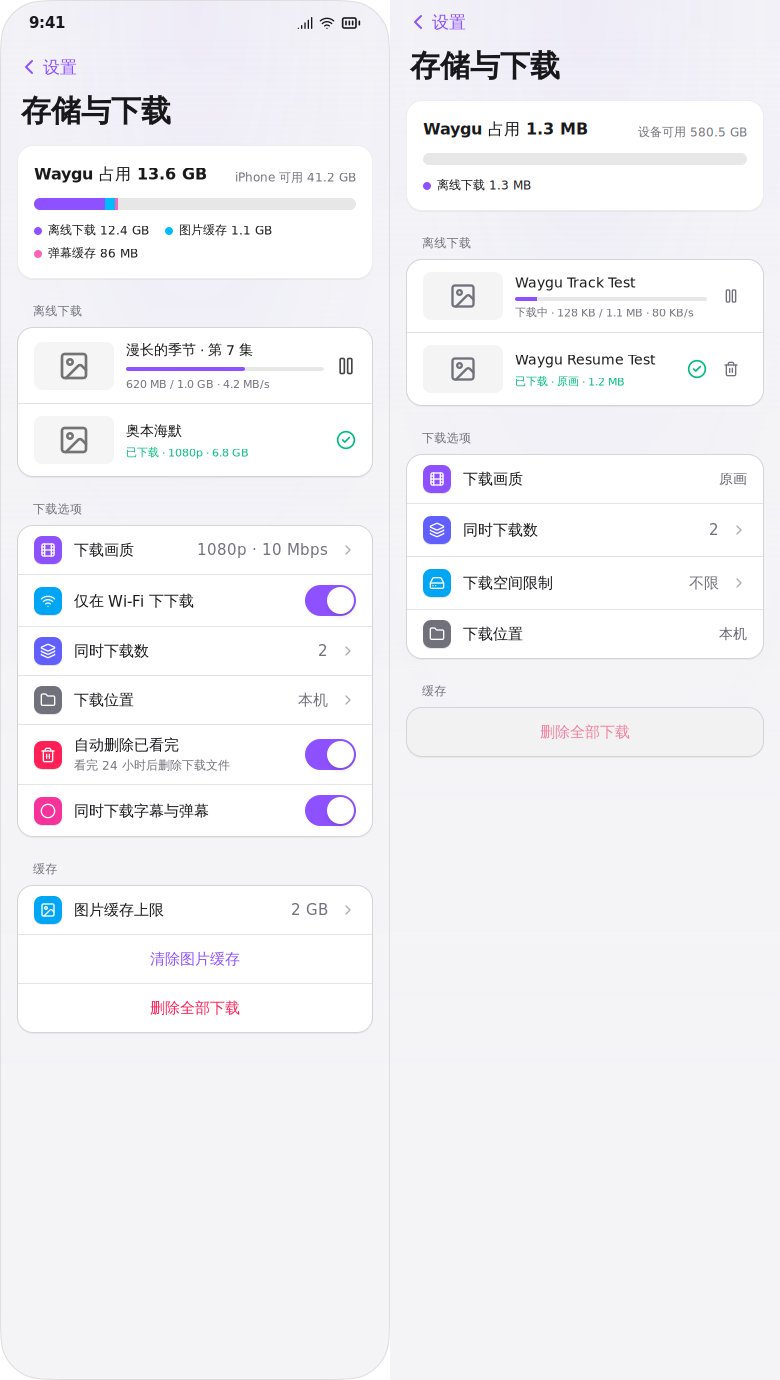 9:41
设置
存储与下载
Waygu 占用 13.6 GB
iPhone 可用 41.2 GB
离线下载 12.4 GB
图片缓存 1.1 GB
弹幕缓存 86 MB
离线下载
漫长的季节 · 第 7 集
620 MB / 1.0 GB · 4.2 MB/s
奥本海默
已下载 · 1080p · 6.8 GB
下载选项
下载画质
1080p · 10 Mbps
仅在 Wi-Fi 下下载
同时下载数
2
下载位置
本机
自动删除已看完
看完 24 小时后删除下载文件
同时下载字幕与弹幕
缓存
图片缓存上限
2 GB
清除图片缓存
删除全部下载
设置
存储与下载
Waygu 占用 1.3 MB
设备可用 580.5 GB
离线下载 1.3 MB
离线下载
Waygu Track Test
下载中 · 128 KB / 1.1 MB · 80 KB/s
Waygu Resume Test
已下载 · 原画 · 1.2 MB
下载选项
下载画质
原画
同时下载数
2
下载空间限制
不限
下载位置
本机
缓存
删除全部下载